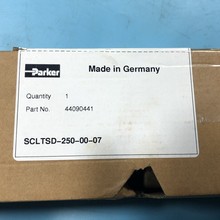 Parker
Made in Germany
Quantity 1
Part No. 44090441
SCLTSD-250-00-07